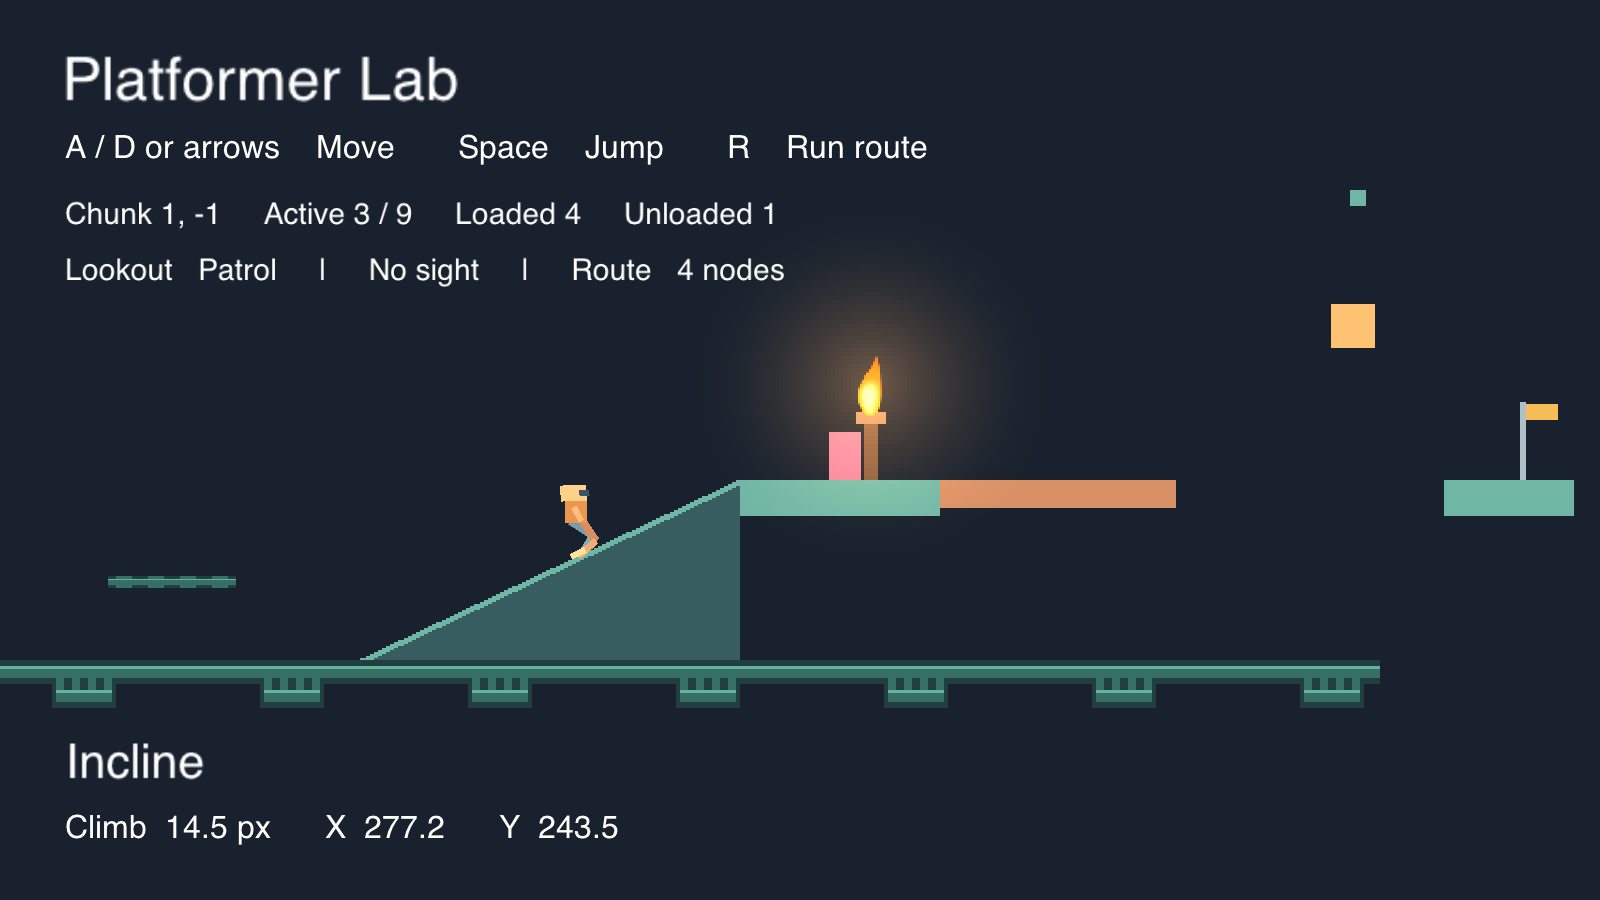 Platformer Lab
A / D or arrows Move Space Jump R Run route
Chunk 1, -1 Active 3 / 9 Loaded 4 Unloaded 1
Lookout Patrol | No sight | Route 4 nodes
Incline
Climb 14.5 px X 277.2 Y 243.5